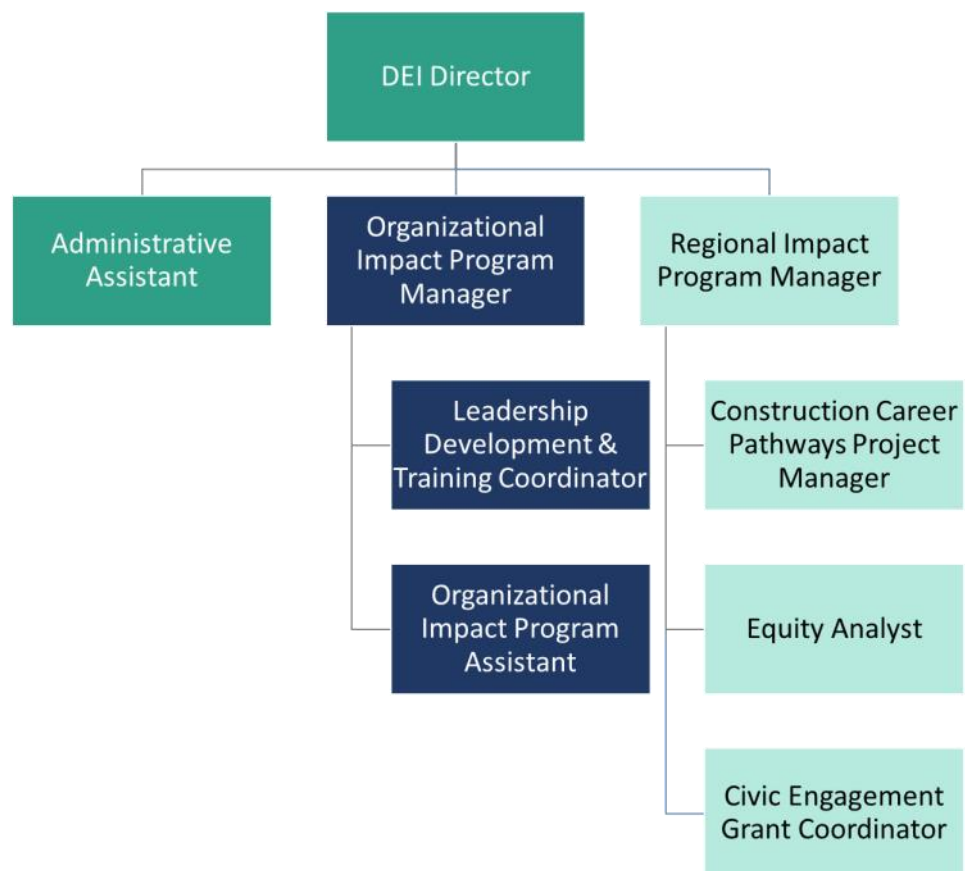 DEI Director
Administrative
Assistant
Organizational
Impact Program
Manager
Regional Impact
Program Manager
Leadership
Development &
Training Coordinator
Construction Career
Pathways Project
Manager
Organizational
Impact Program
Assistant
Equity Analyst
Civic Engagement
Grant Coordinator